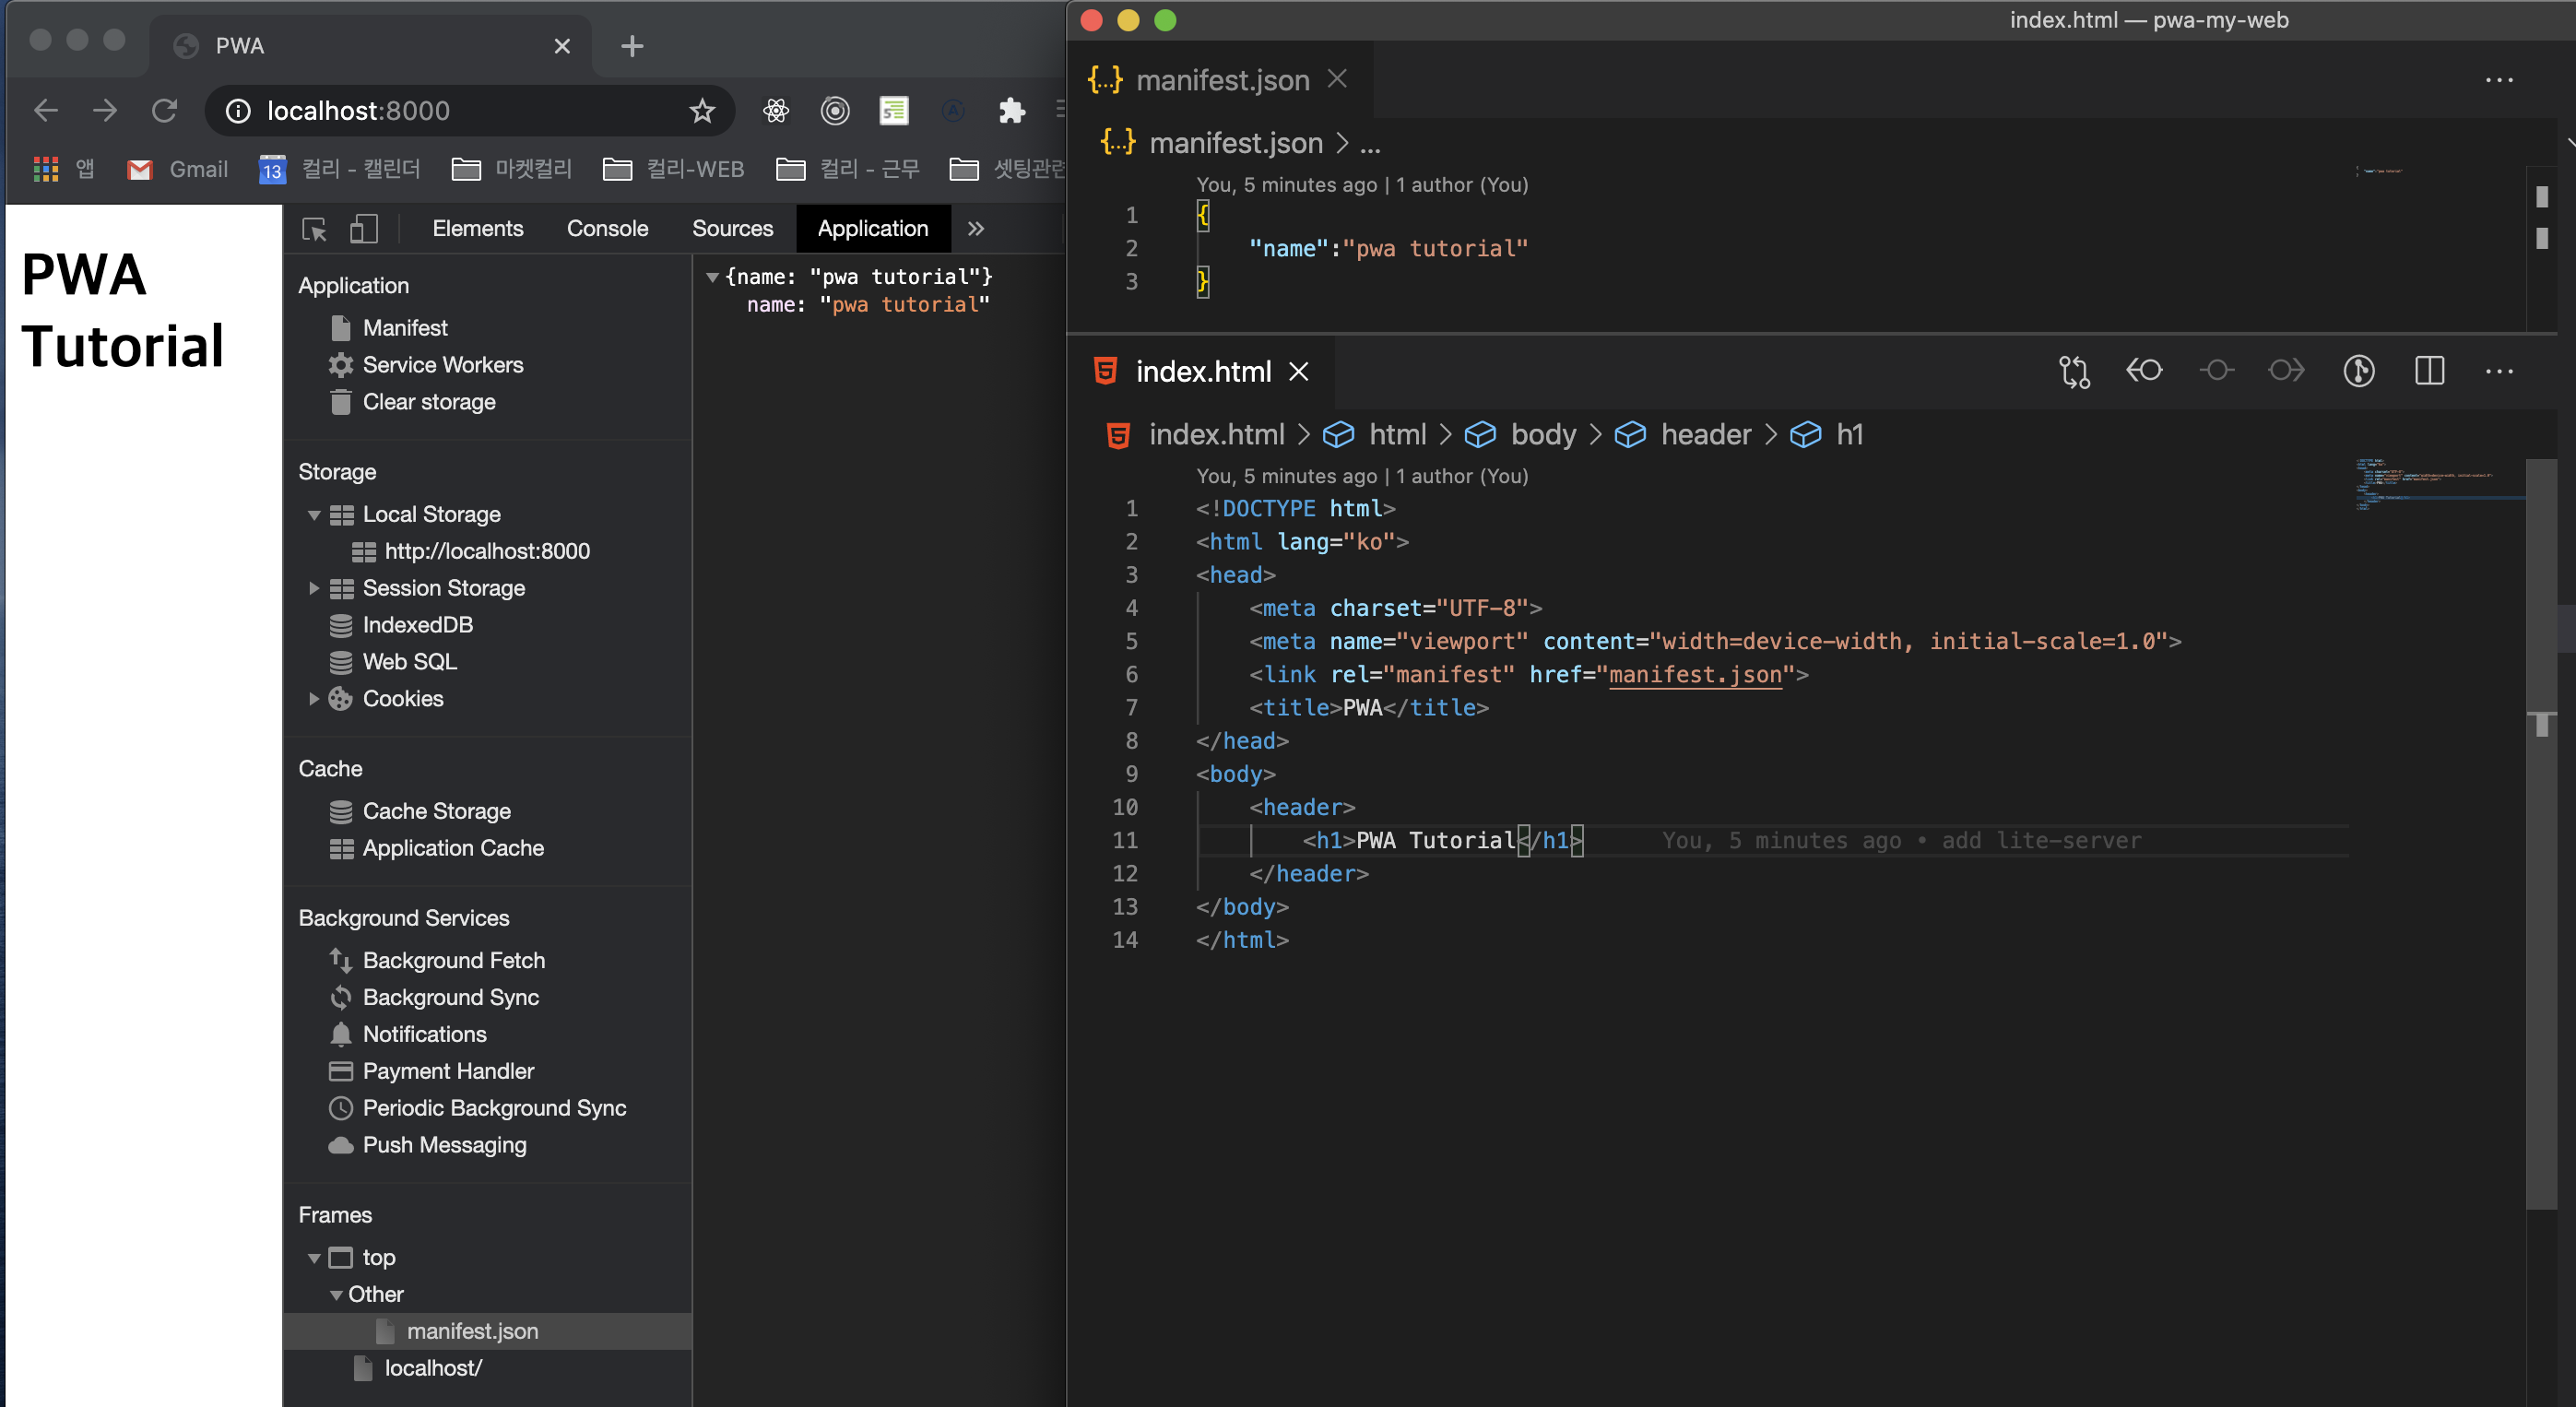 PWA
localhost:8000
앱
Gmail
13
컬리 - 캘린더
마켓컬리
컬리-WEB
컬리 - 근무
셋팅관련
PWA
Tutorial
Elements
Console
Sources
Application
Application
Manifest
Service Workers
Clear storage
Storage
Local Storage
http://localhost:8000
Session Storage
IndexedDB
Web SQL
Cookies
Cache
Cache Storage
Application Cache
Background Services
Background Fetch
Background Sync
Notifications
Payment Handler
Periodic Background Sync
Push Messaging
Frames
top
Other
manifest.json
localhost/
{name: "pwa tutorial"}
name: "pwa tutorial"
index.html — pwa-my-web
{..} manifest.json
{..} manifest.json > ...
You, 5 minutes ago | 1 author (You)
1 {
2 "name":"pwa tutorial"
3 }
index.html
index.html > html > body > header > h1
You, 5 minutes ago | 1 author (You)
1 <!DOCTYPE html>
2 <html lang="ko">
3 <head>
4 <meta charset="UTF-8">
5 <meta name="viewport" content="width=device-width, initial-scale=1.0">
6 <link rel="manifest" href="manifest.json">
7 <title>PWA</title>
8 </head>
9 <body>
10 <header>
11 <h1>PWA Tutorial</h1> You, 5 minutes ago • add lite-server
12 </header>
13 </body>
14 </html>